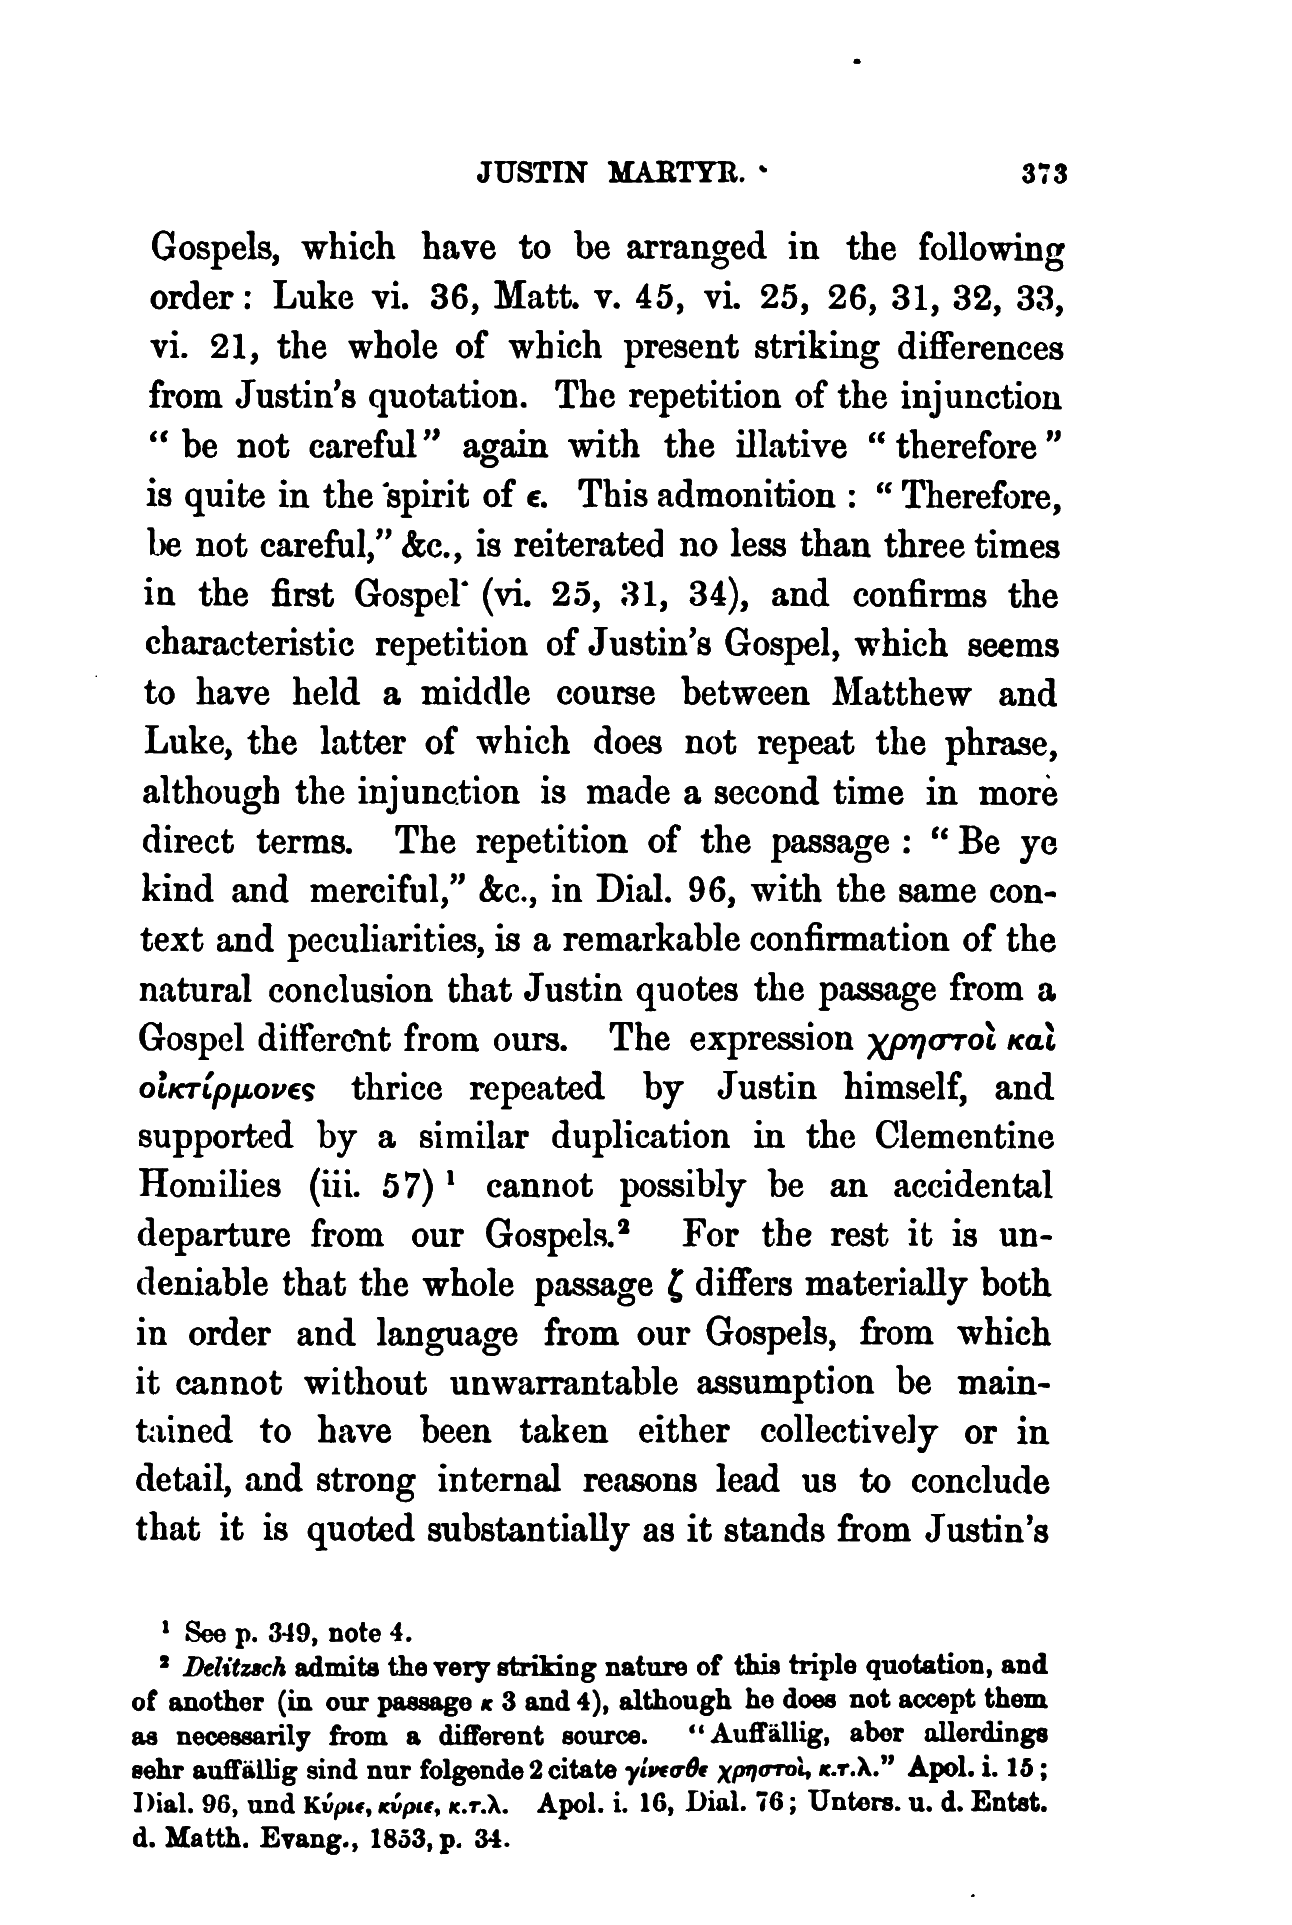 JUSTIN MARTYR. 373
Gospels, which have to be arranged in the following
order : Luke vi. 36, Matt. v. 45, vi. 25, 26, 31, 32, 33,
vi. 21, the whole of which present striking differences
from Justin's quotation. The repetition of the injunction
“ be not careful” again with the illative “ therefore ”
is quite in the spirit of ε. This admonition : “ Therefore,
be not careful,” &c., is reiterated no less than three times
in the first Gospel (vi. 25, 31, 34), and confirms the
characteristic repetition of Justin's Gospel, which seems
to have held a middle course between Matthew and
Luke, the latter of which does not repeat the phrase,
although the injunction is made a second time in more
direct terms. The repetition of the passage : “ Be ye
kind and merciful,” &c., in Dial. 96, with the same con-
text and peculiarities, is a remarkable confirmation of the
natural conclusion that Justin quotes the passage from a
Gospel different from ours. The expression χρηστοὶ καὶ
οἰκτίρμονες thrice repeated by Justin himself, and
supported by a similar duplication in the Clementine
Homilies (iii. 57) ¹ cannot possibly be an accidental
departure from our Gospels.² For the rest it is un-
deniable that the whole passage ζ differs materially both
in order and language from our Gospels, from which
it cannot without unwarrantable assumption be main-
tained to have been taken either collectively or in
detail, and strong internal reasons lead us to conclude
that it is quoted substantially as it stands from Justin's
¹ See p. 349, note 4.
² Delitzsch admits the very striking nature of this triple quotation, and
of another (in our passage κ 3 and 4), although he does not accept them
as necessarily from a different source. “Auffällig, aber allerdings
sehr auffällig sind nur folgende 2 citate γίνεσθε χρηστοὶ, κ.τ.λ.” Apol. i. 15 ;
Dial. 96, und Κύριε, κύριε, κ.τ.λ. Apol. i. 16, Dial. 76 ; Unters. u. d. Entst.
d. Matth. Evang., 1853, p. 34.